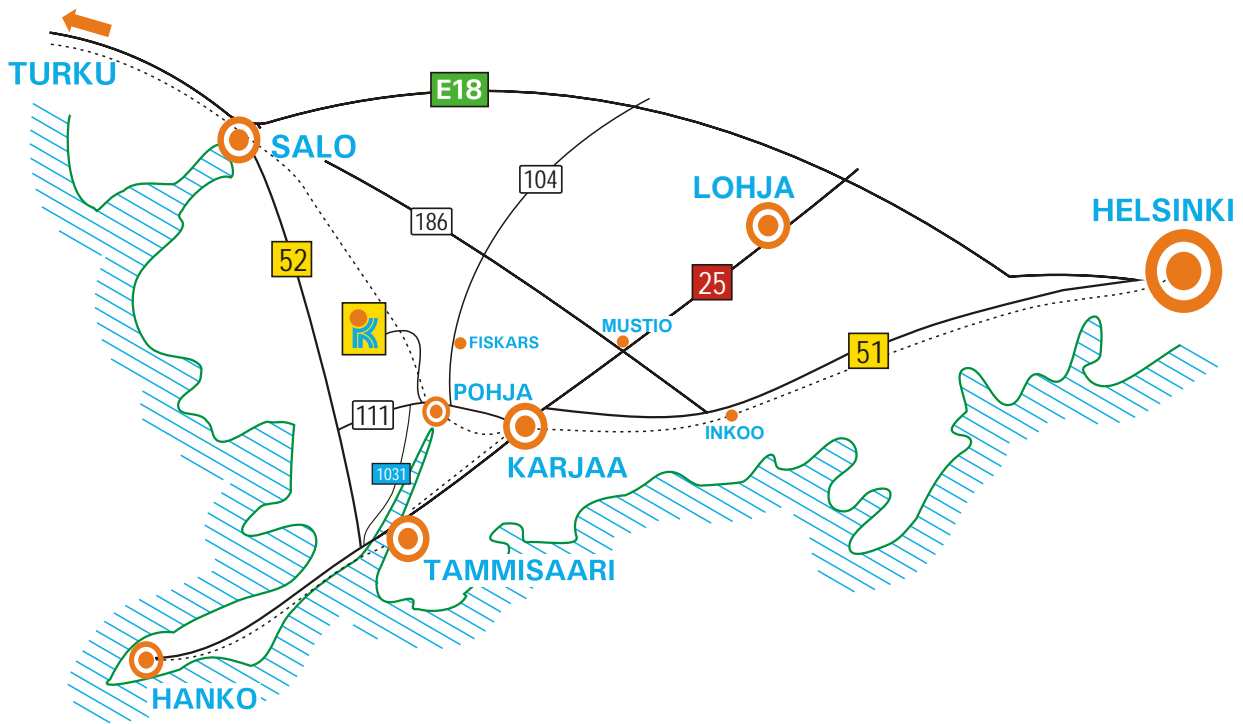 TURKU
E18
SALO
104
LOHJA
186
HELSINKI
52
25
K
FISKARS
MUSTIO
51
POHJA
111
INKOO
KARJAA
1031
TAMMISAARI
HANKO